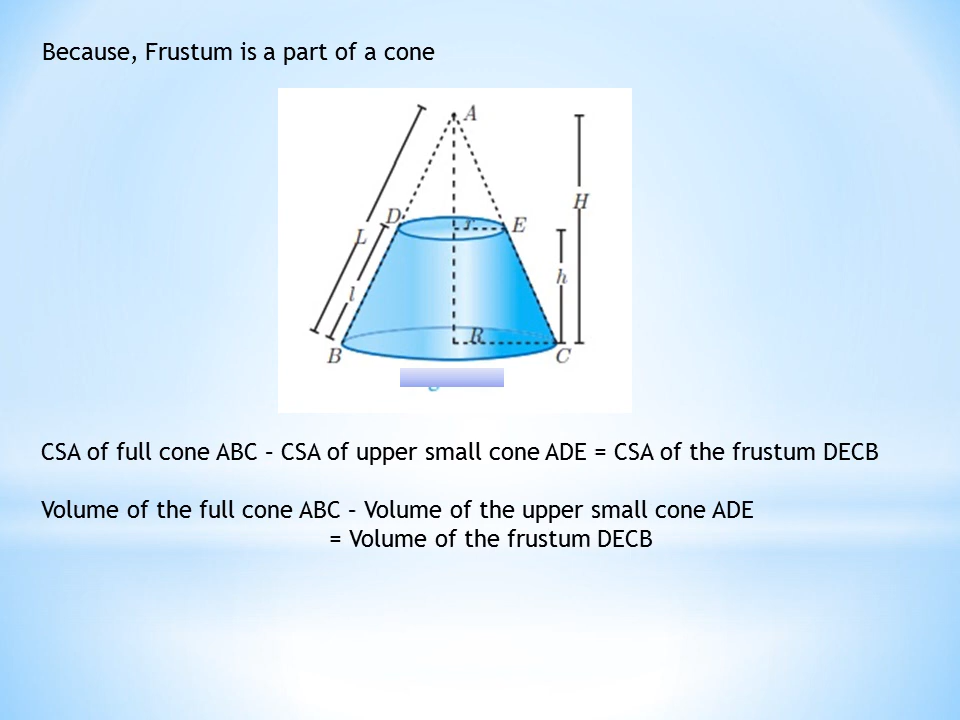 Because, Frustum is a part of a cone
A
D
r
E
H
L
h
l
R
B
C
CSA of full cone ABC – CSA of upper small cone ADE = CSA of the frustum DECB
Volume of the full cone ABC – Volume of the upper small cone ADE
= Volume of the frustum DECB